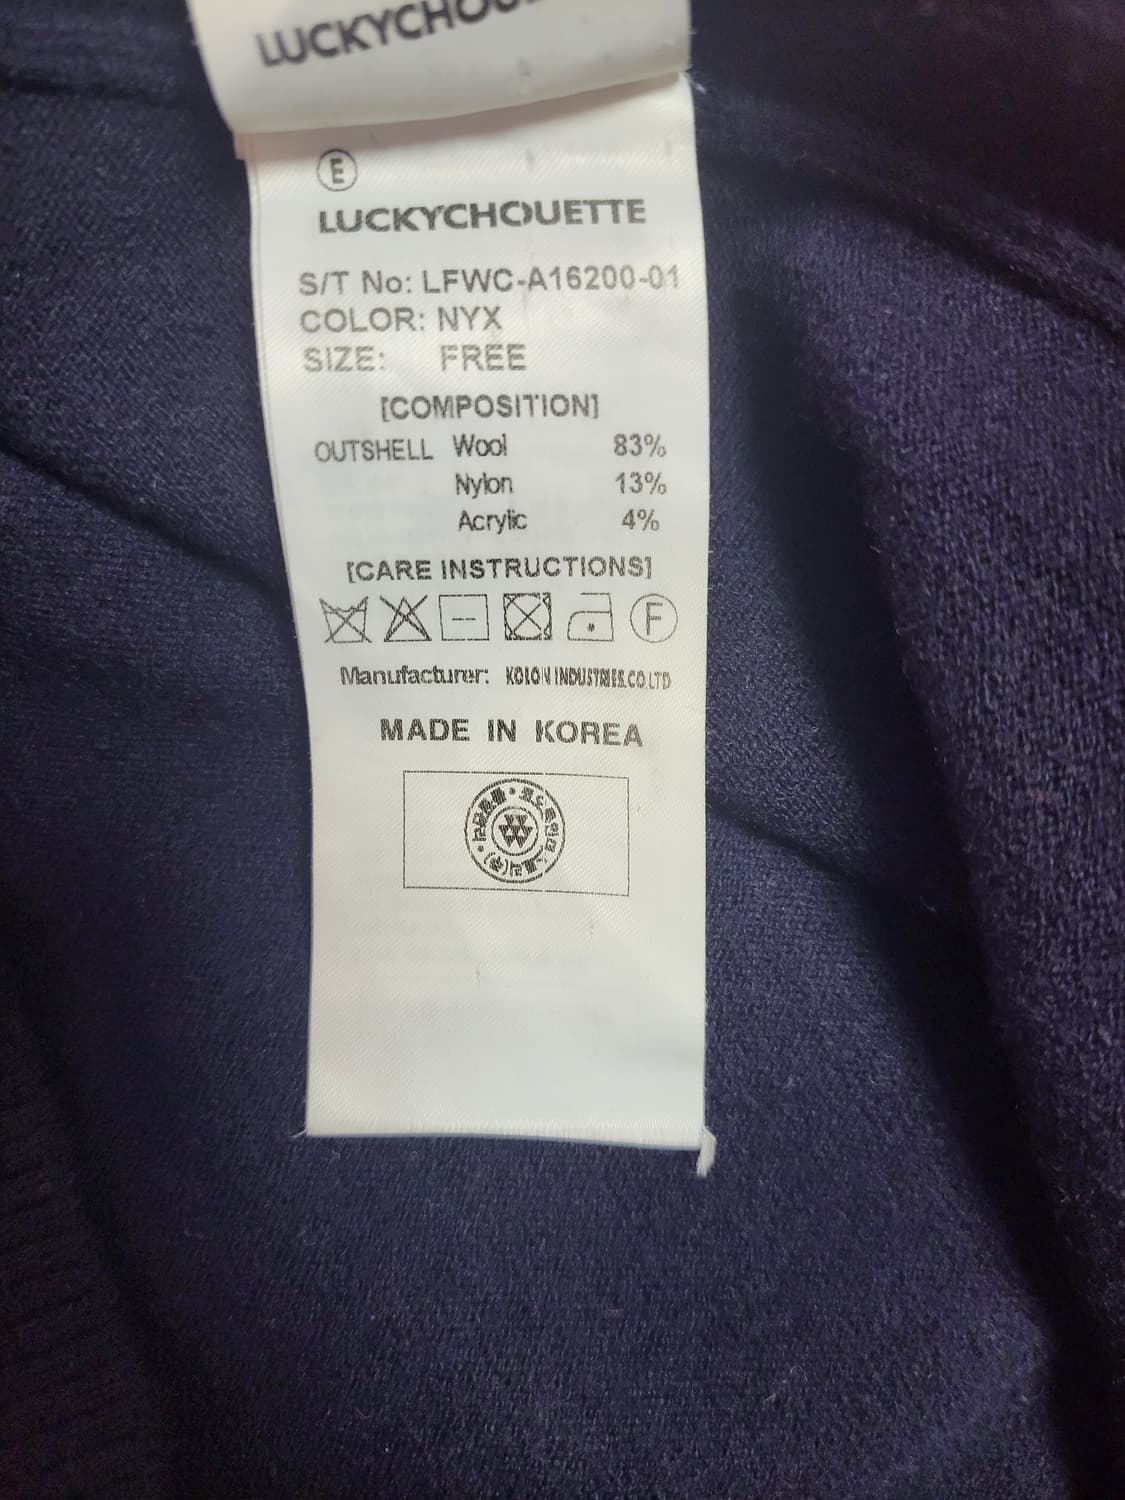 LUCKYCHOU
E
LUCKYCHOUETTE
S/T No: LFWC-A16200-01
COLOR: NYX
SIZE: FREE
[COMPOSITION]
OUTSHELL Wool 83%
Nylon 13%
Acrylic 4%
[CARE INSTRUCTIONS]
F
Manufacturer: KOLON INDUSTRIES.CO.LTD
MADE IN KOREA